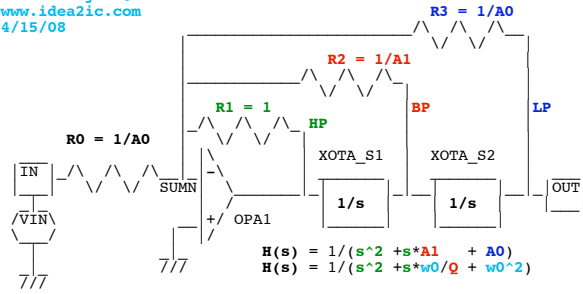 www.idea2ic.com
4/15/08
R3 = 1/A0
R2 = 1/A1
R1 = 1
HP
BP
LP
R0 = 1/A0
XOTA_S1
XOTA_S2
IN
SUMN
-
1/s
1/s
OUT
VIN
+
OPA1
H(s) = 1/(s^2 +s*A1 + A0)
H(s) = 1/(s^2 +s*w0/Q + w0^2)